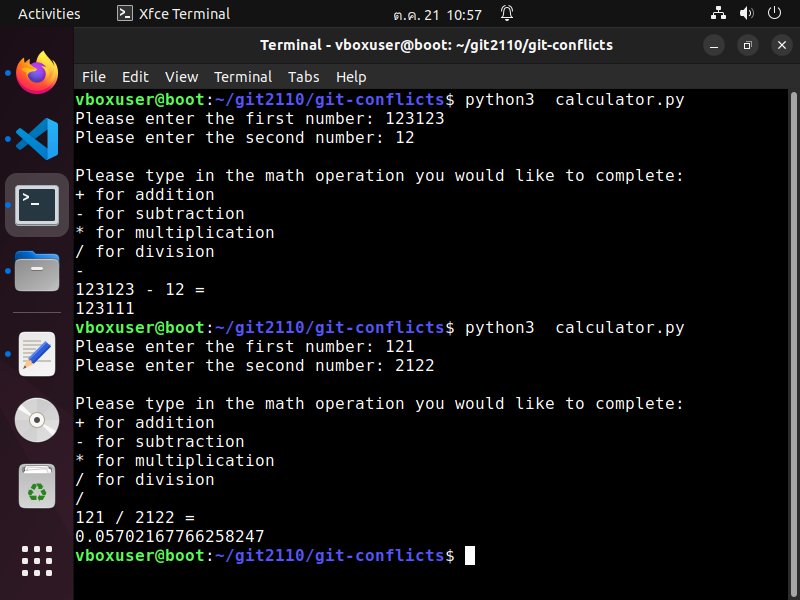 Activities
Xfce Terminal
ต.ค. 21 10:57
Terminal - vboxuser@boot: ~/git2110/git-conflicts
File Edit View Terminal Tabs Help
vboxuser@boot:~/git2110/git-conflicts$ python3  calculator.py
Please enter the first number: 123123
Please enter the second number: 12

Please type in the math operation you would like to complete:
+ for addition
- for subtraction
* for multiplication
/ for division
-
123123 - 12 =
123111
vboxuser@boot:~/git2110/git-conflicts$ python3  calculator.py
Please enter the first number: 121
Please enter the second number: 2122

Please type in the math operation you would like to complete:
+ for addition
- for subtraction
* for multiplication
/ for division
/
121 / 2122 =
0.05702167766258247
vboxuser@boot:~/git2110/git-conflicts$